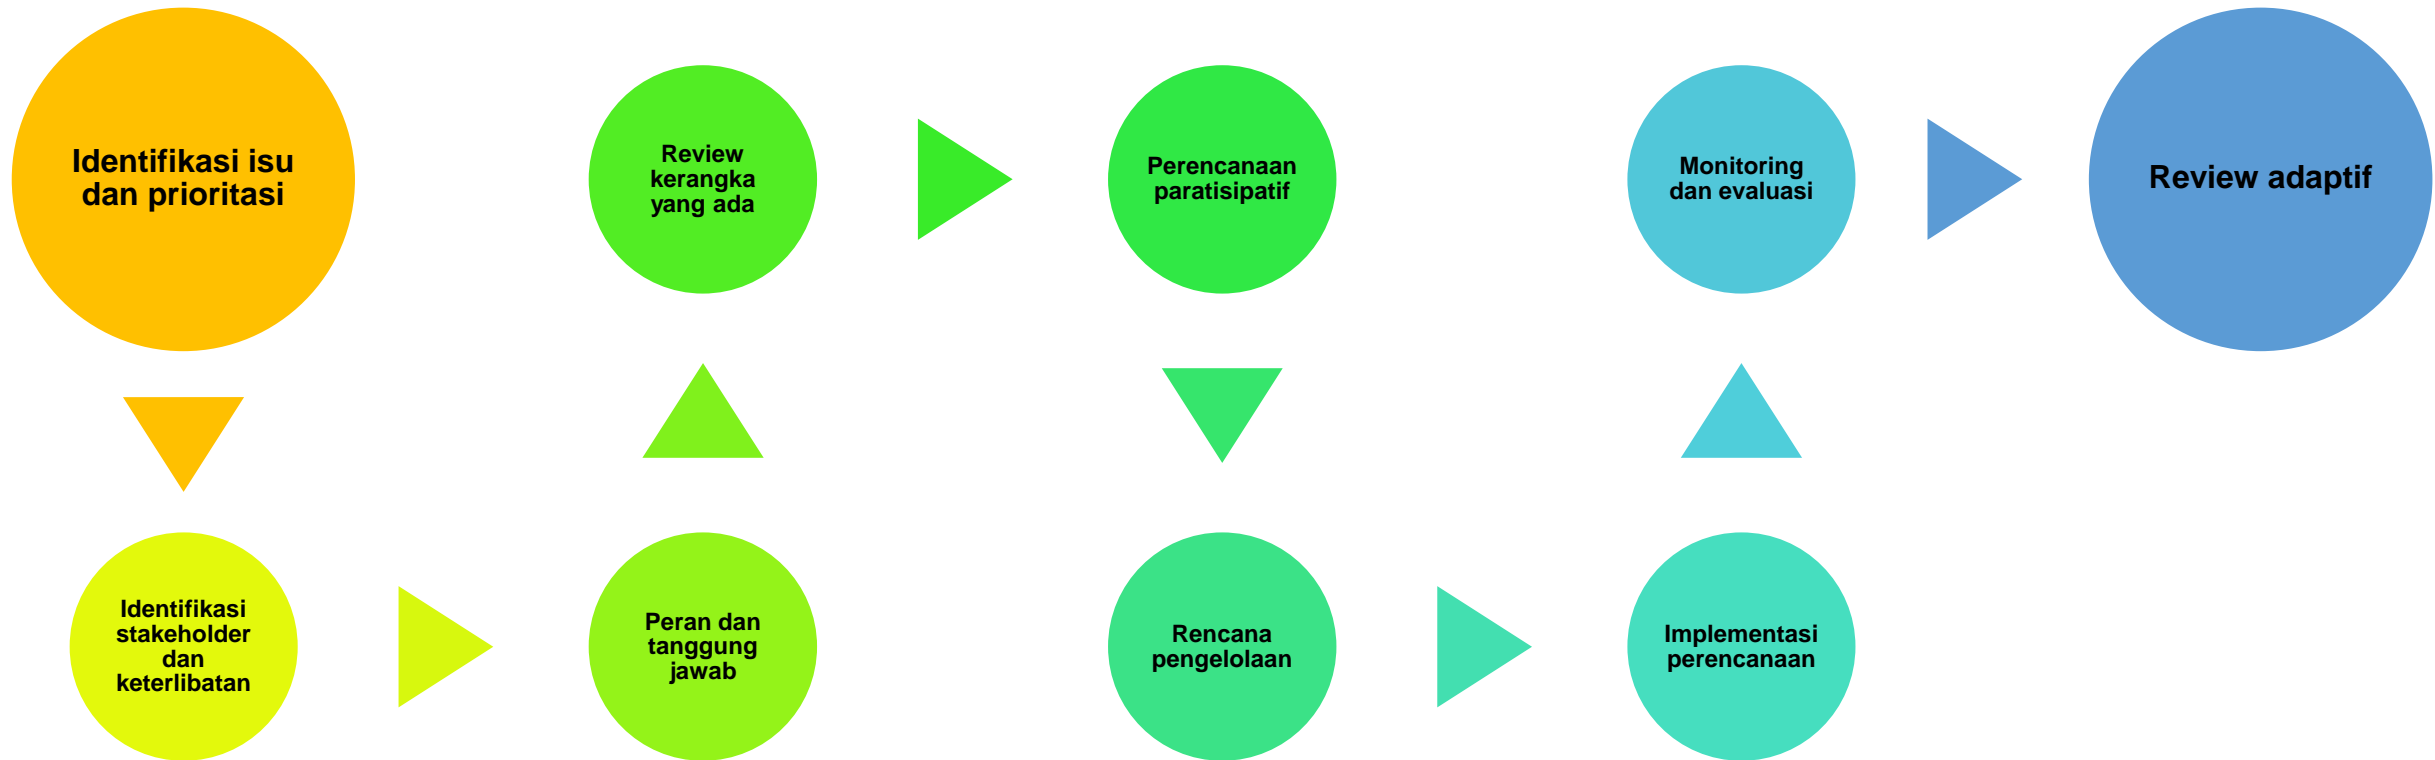 Identifikasi isu
dan prioritasi
Identifikasi
stakeholder
dan
keterlibatan
Peran dan
tanggung
jawab
Review
kerangka
yang ada
Perencanaan
paratisipatif
Rencana
pengelolaan
Implementasi
perencanaan
Monitoring
dan evaluasi
Review adaptif